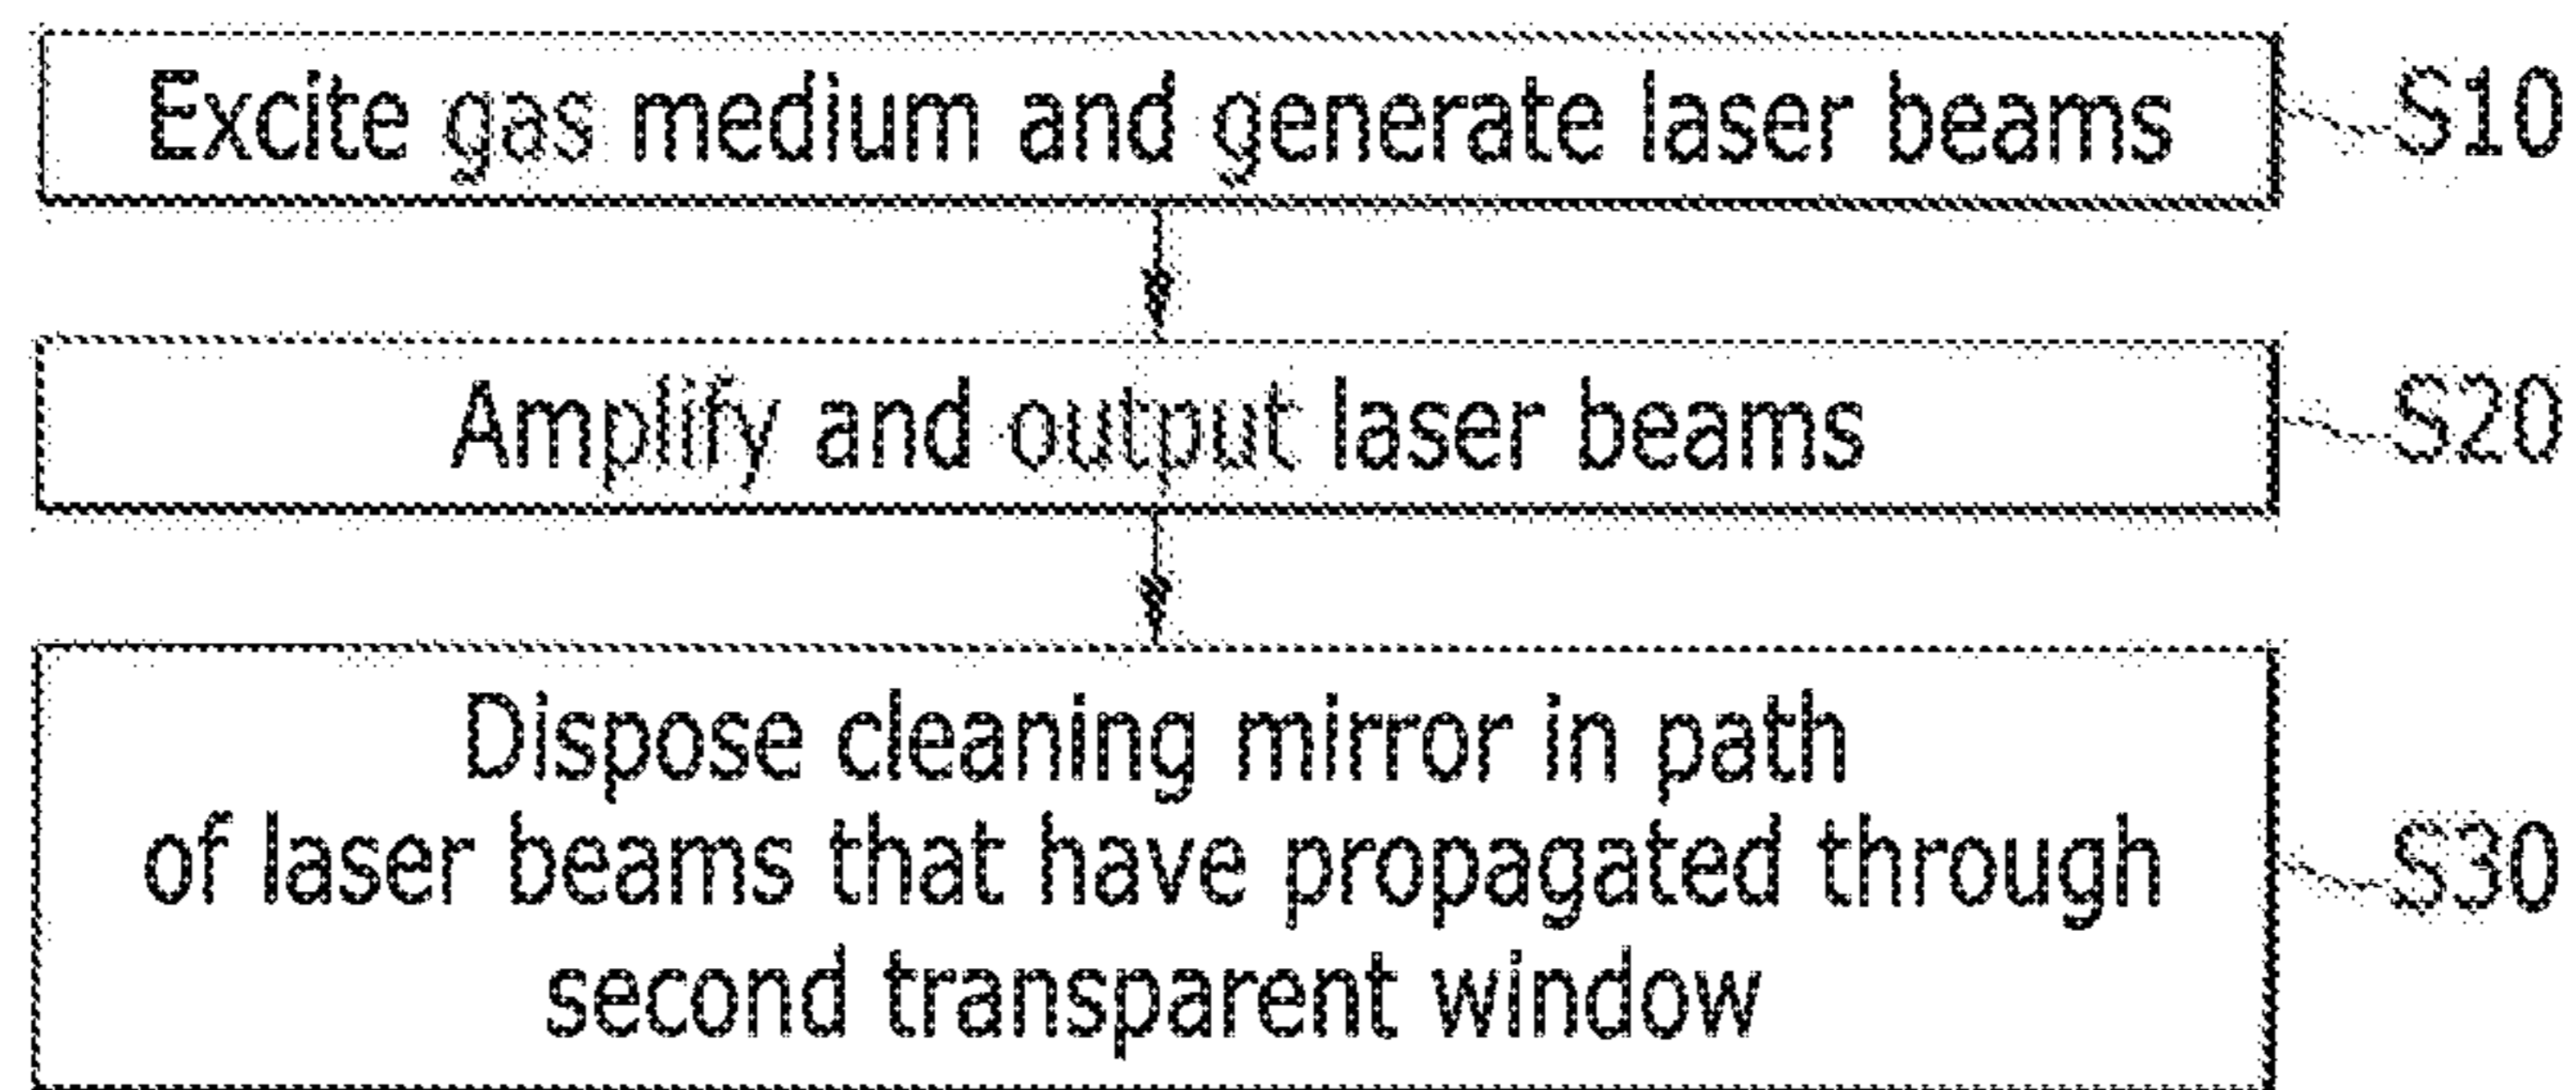 Excite gas medium and generate laser beams S10
Amplify and output laser beams S20
Dispose cleaning mirror in path
of laser beams that have propagated through S30
second transparent window